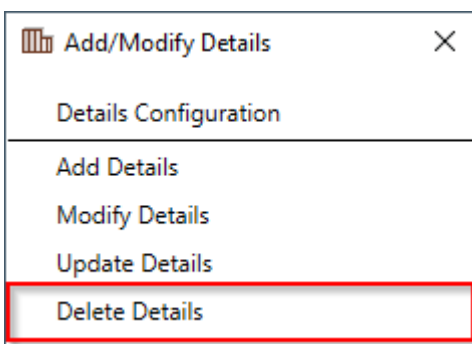 Add/Modify Details
Details Configuration
Add Details
Modify Details
Update Details
Delete Details